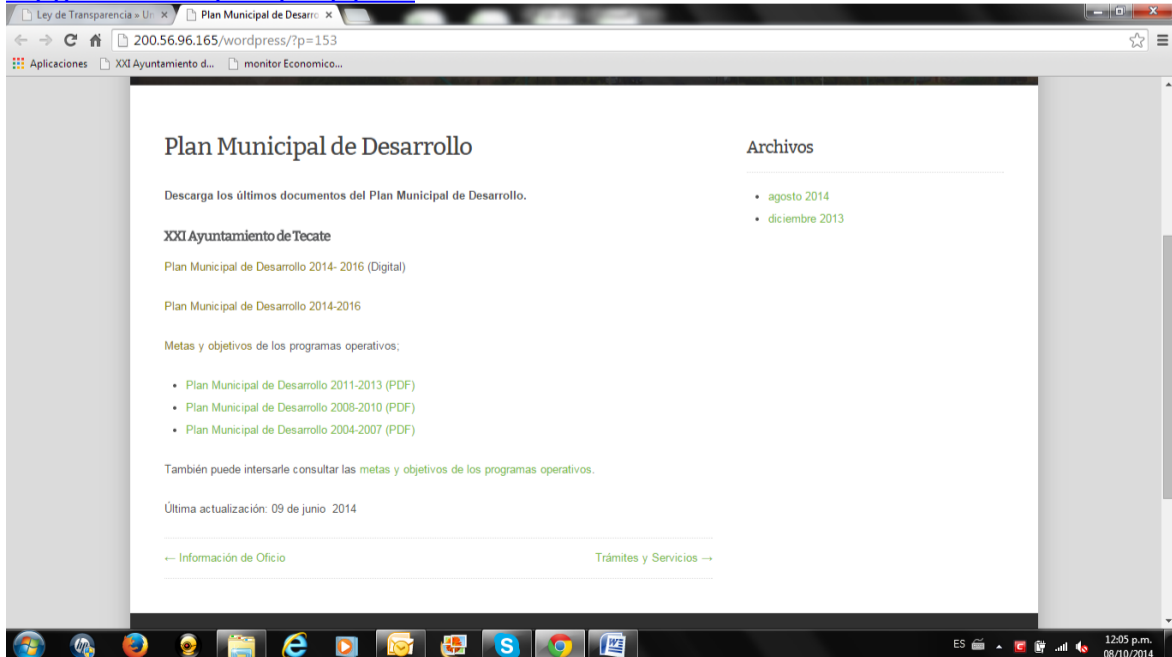 Ley de Transparencia » Un
Plan Municipal de Desarro
200.56.96.165/wordpress/?p=153
Aplicaciones
XXI Ayuntamiento d...
monitor Economico...
Plan Municipal de Desarrollo
Descarga los últimos documentos del Plan Municipal de Desarrollo.
XXI Ayuntamiento de Tecate
Plan Municipal de Desarrollo 2014- 2016 (Digital)
Plan Municipal de Desarrollo 2014-2016
Metas y objetivos de los programas operativos;
Plan Municipal de Desarrollo 2011-2013 (PDF)
Plan Municipal de Desarrollo 2008-2010 (PDF)
Plan Municipal de Desarrollo 2004-2007 (PDF)
También puede intersarle consultar las metas y objetivos de los programas operativos.
Última actualización: 09 de junio 2014
← Información de Oficio
Trámites y Servicios →
Archivos
agosto 2014
diciembre 2013
ES
12:05 p.m.
08/10/2014